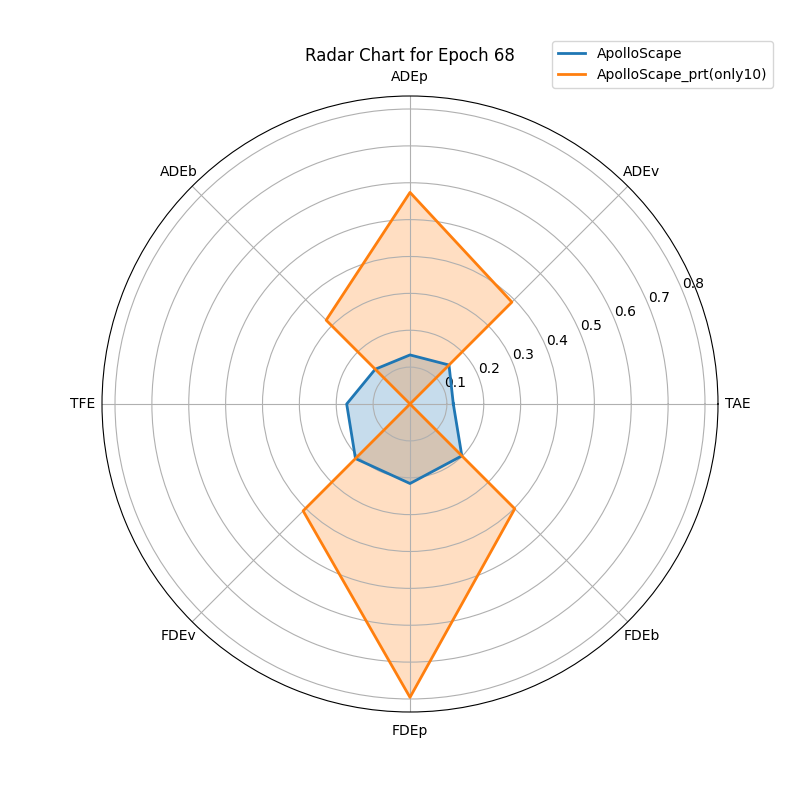 Radar Chart for Epoch 68
ApolloScape
ApolloScape_prt(only10)
ADEp
ADEb
ADEv
0.8
0.7
0.6
0.5
0.4
0.3
0.2
0.1
TFE
TAE
FDEv
FDEb
FDEp